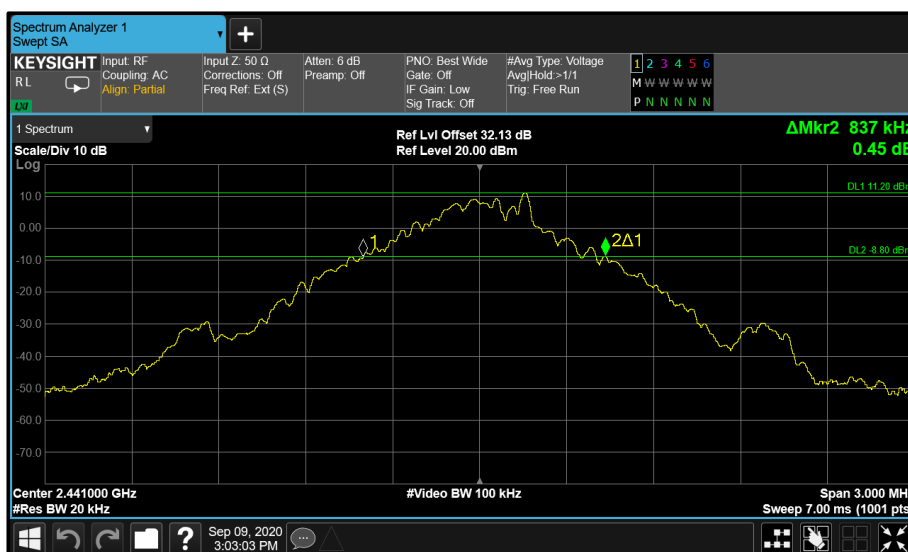 Spectrum Analyzer 1
Swept SA
KEYSIGHT
RL
LXI
Input: RF
Coupling: AC
Align: Partial
Input Z: 50 Ω
Corrections: Off
Freq Ref: Ext (S)
Atten: 6 dB
Preamp: Off
PNO: Best Wide
Gate: Off
IF Gain: Low
Sig Track: Off
#Avg Type: Voltage
Avg|Hold:>1/1
Trig: Free Run
1 2 3 4 5 6
M W W W W W
P N N N N N
1 Spectrum
Scale/Div 10 dB
Log
Ref Lvl Offset 32.13 dB
Ref Level 20.00 dBm
ΔMkr2 837 kHz
0.45 dB
DL1 11.20 dBm
DL2 -8.80 dBm
10.0
0.00
-10.0
-20.0
-30.0
-40.0
-50.0
-60.0
-70.0
1
2Δ1
Center 2.441000 GHz
#Res BW 20 kHz
#Video BW 100 kHz
Span 3.000 MH
Sweep 7.00 ms (1001 pts
?
Sep 09, 2020
3:03:03 PM